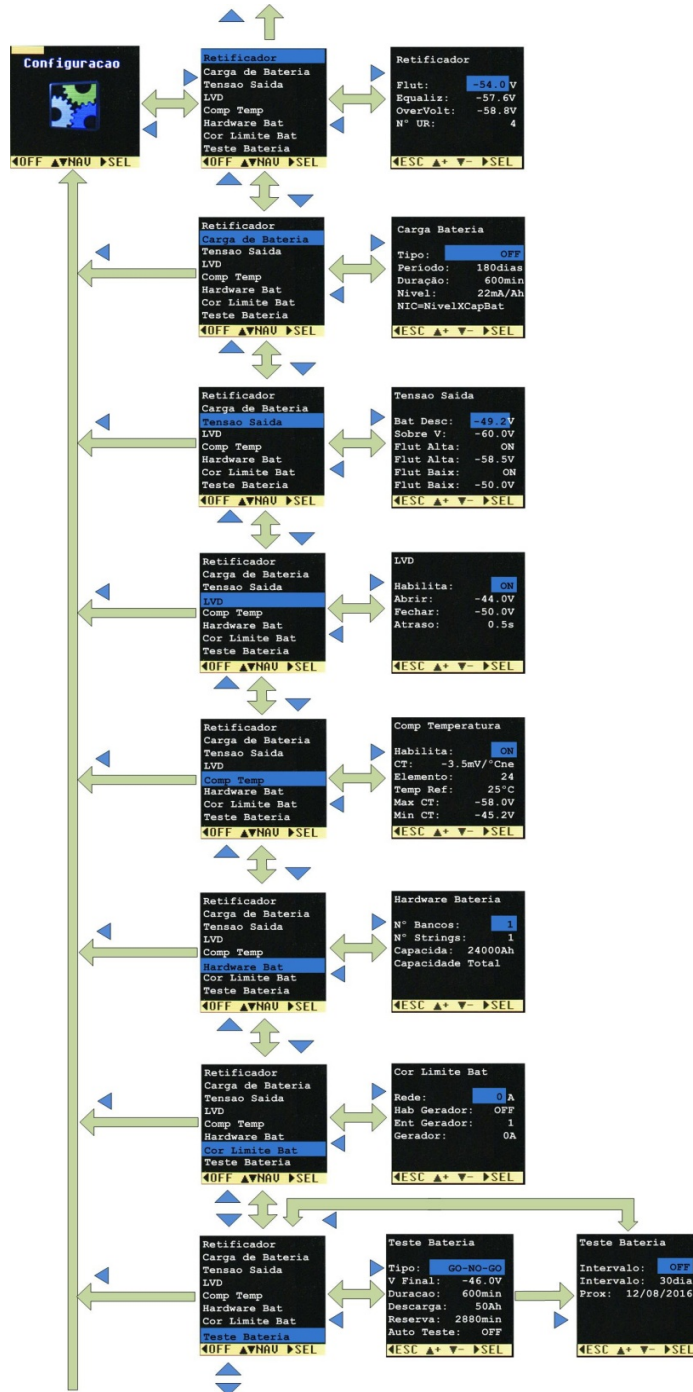 Configuracao
◀OFF ▲▼NAV ▶SEL
Retificador
Carga de Bateria
Tensao Saida
LVD
Comp Temp
Hardware Bat
Cor Limite Bat
Teste Bateria
◀OFF ▲▼NAV ▶SEL
Retificador
Flut: -54.0 V
Equaliz: -57.6V
OverVolt: -58.8V
Nº UR: 4
◀ESC ▲+ ▼- ▶SEL
Retificador
Carga de Bateria
Tensao Saida
LVD
Comp Temp
Hardware Bat
Cor Limite Bat
Teste Bateria
◀OFF ▲▼NAV ▶SEL
Carga Bateria
Tipo: OFF
Periodo: 180dias
Duração: 600min
Nivel: 22mA/Ah
NIC=NivelXCapBat
◀ESC ▲+ ▼- ▶SEL
Retificador
Carga de Bateria
Tensao Saida
LVD
Comp Temp
Hardware Bat
Cor Limite Bat
Teste Bateria
◀OFF ▲▼NAV ▶SEL
Tensao Saida
Bat Desc: -49.2V
Sobre V: -60.0V
Flut Alta: ON
Flut Alta: -58.5V
Flut Baix: ON
Flut Baix: -50.0V
◀ESC ▲+ ▼- ▶SEL
Retificador
Carga de Bateria
Tensao Saida
LVD
Comp Temp
Hardware Bat
Cor Limite Bat
Teste Bateria
◀OFF ▲▼NAV ▶SEL
LVD
Habilita: ON
Abrir: -44.0V
Fechar: -50.0V
Atraso: 0.5s
◀ESC ▲+ ▼- ▶SEL
Retificador
Carga de Bateria
Tensao Saida
LVD
Comp Temp
Hardware Bat
Cor Limite Bat
Teste Bateria
◀OFF ▲▼NAV ▶SEL
Comp Temperatura
Habilita: ON
CT: -3.5mV/°Cne
Elemento: 24
Temp Ref: 25°C
Max CT: -58.0V
Min CT: -45.2V
◀ESC ▲+ ▼- ▶SEL
Retificador
Carga de Bateria
Tensao Saida
LVD
Comp Temp
Hardware Bat
Cor Limite Bat
Teste Bateria
◀OFF ▲▼NAV ▶SEL
Hardware Bateria
Nº Bancos: 1
Nº Strings: 1
Capacida: 24000Ah
Capacidade Total
◀ESC ▲+ ▼- ▶SEL
Retificador
Carga de Bateria
Tensao Saida
LVD
Comp Temp
Hardware Bat
Cor Limite Bat
Teste Bateria
◀OFF ▲▼NAV ▶SEL
Cor Limite Bat
Rede: 0 A
Hab Gerador: OFF
Ent Gerador: 1
Gerador: 0A
◀ESC ▲+ ▼- ▶SEL
Retificador
Carga de Bateria
Tensao Saida
LVD
Comp Temp
Hardware Bat
Cor Limite Bat
Teste Bateria
◀OFF ▲▼NAV ▶SEL
Teste Bateria
Tipo: GO-NO-GO
V Final: -46.0V
Duracao: 600min
Descarga: 50Ah
Reserva: 2880min
Auto Teste: OFF
◀ESC ▲+ ▼- ▶SEL
Teste Bateria
Intervalo: OFF
Intervalo: 30dia
Prox: 12/08/2016
◀ESC ▲+ ▼- ▶SEL